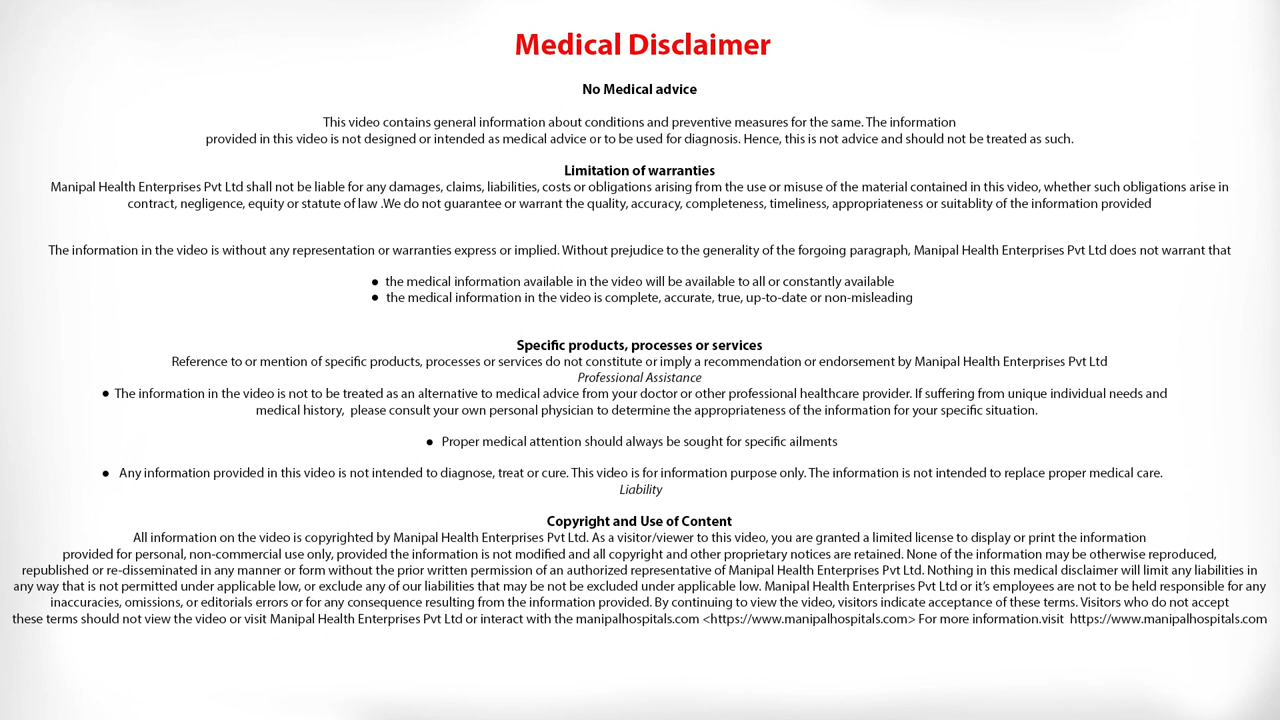 Medical Disclaimer
No Medical advice
This video contains general information about conditions and preventive measures for the same. The information
provided in this video is not designed or intended as medical advice or to be used for diagnosis. Hence, this is not advice and should not be treated as such.
Limitation of warranties
Manipal Health Enterprises Pvt Ltd shall not be liable for any damages, claims, liabilities, costs or obligations arising from the use or misuse of the material contained in this video, whether such obligations arise in
contract, negligence, equity or statute of law .We do not guarantee or warrant the quality, accuracy, completeness, timeliness, appropriateness or suitablity of the information provided
The information in the video is without any representation or warranties express or implied. Without prejudice to the generality of the forgoing paragraph, Manipal Health Enterprises Pvt Ltd does not warrant that
● the medical information available in the video will be available to all or constantly available
● the medical information in the video is complete, accurate, true, up-to-date or non-misleading
Specific products, processes or services
Reference to or mention of specific products, processes or services do not constitute or imply a recommendation or endorsement by Manipal Health Enterprises Pvt Ltd
Professional Assistance
● The information in the video is not to be treated as an alternative to medical advice from your doctor or other professional healthcare provider. If suffering from unique individual needs and
medical history, please consult your own personal physician to determine the appropriateness of the information for your specific situation.
● Proper medical attention should always be sought for specific ailments
● Any information provided in this video is not intended to diagnose, treat or cure. This video is for information purpose only. The information is not intended to replace proper medical care.
Liability
Copyright and Use of Content
All information on the video is copyrighted by Manipal Health Enterprises Pvt Ltd. As a visitor/viewer to this video, you are granted a limited license to display or print the information
provided for personal, non-commercial use only, provided the information is not modified and all copyright and other proprietary notices are retained. None of the information may be otherwise reproduced,
republished or re-disseminated in any manner or form without the prior written permission of an authorized representative of Manipal Health Enterprises Pvt Ltd. Nothing in this medical disclaimer will limit any liabilities in
any way that is not permitted under applicable low, or exclude any of our liabilities that may be not be excluded under applicable low. Manipal Health Enterprises Pvt Ltd or it's employees are not to be held responsible for any
inaccuracies, omissions, or editorials errors or for any consequence resulting from the information provided. By continuing to view the video, visitors indicate acceptance of these terms. Visitors who do not accept
these terms should not view the video or visit Manipal Health Enterprises Pvt Ltd or interact with the manipalhospitals.com <https://www.manipalhospitals.com> For more information.visit https://www.manipalhospitals.com